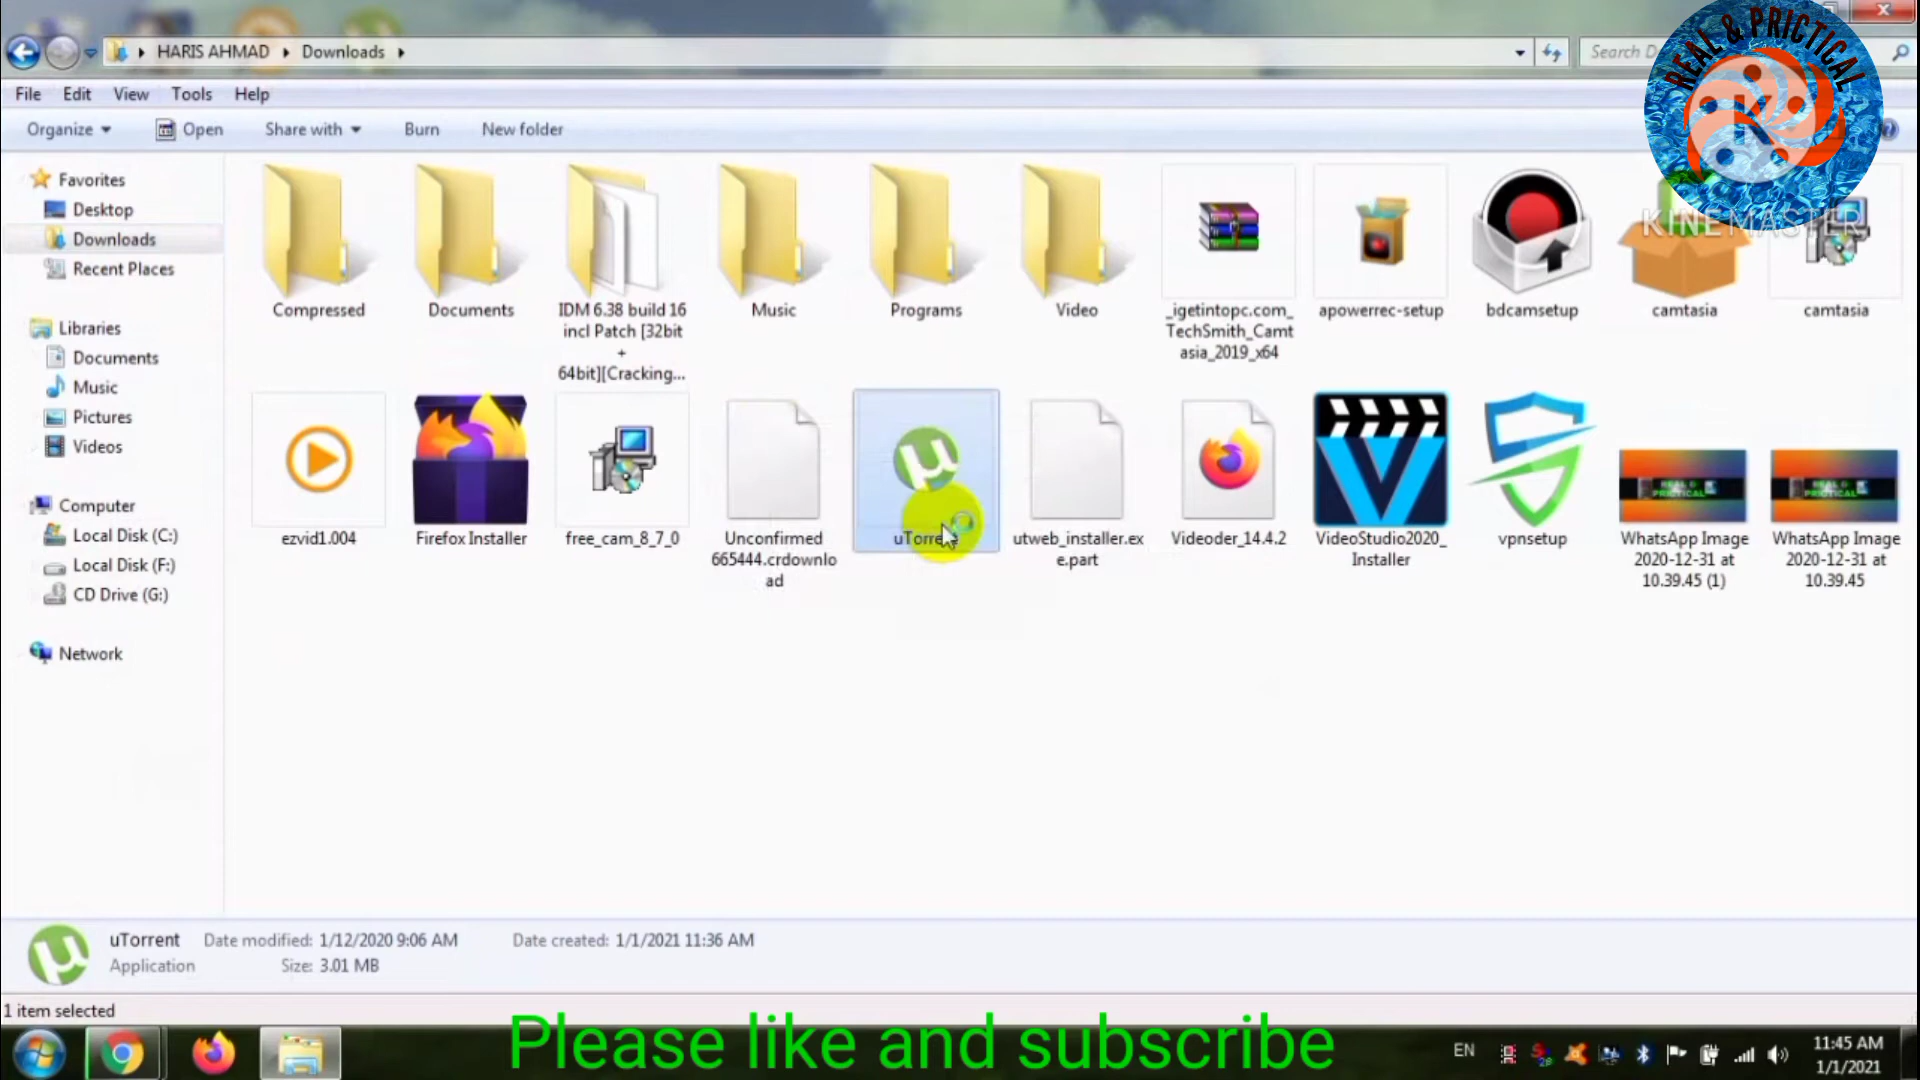 HARIS AHMAD
Downloads
Search D
REAL & PRICTICAL
K
KINEMASTER
File Edit View Tools Help
Organize Open Share with Burn New folder
Favorites
Desktop
Downloads
Recent Places
Libraries
Documents
Music
Pictures
Videos
Computer
Local Disk (C:)
Local Disk (F:)
CD Drive (G:)
Network
Compressed
Documents
IDM 6.38 build 16
incl Patch [32bit
+
64bit][Cracking...
Music
Programs
Video
_igetintopc.com_
TechSmith_Camt
asia_2019_x64
apowerrec-setup
bdcamsetup
camtasia
camtasia
ezvid1.004
Firefox Installer
free_cam_8_7_0
Unconfirmed
665444.crdownlo
ad
uTorrent
utweb_installer.ex
e.part
Videoder_14.4.2
VideoStudio2020_
Installer
vpnsetup
WhatsApp Image
2020-12-31 at
10.39.45 (1)
WhatsApp Image
2020-12-31 at
10.39.45
uTorrent Date modified: 1/12/2020 9:06 AM Date created: 1/1/2021 11:36 AM
Application Size: 3.01 MB
1 item selected
Please like and subscribe
EN
11:45 AM
1/1/2021